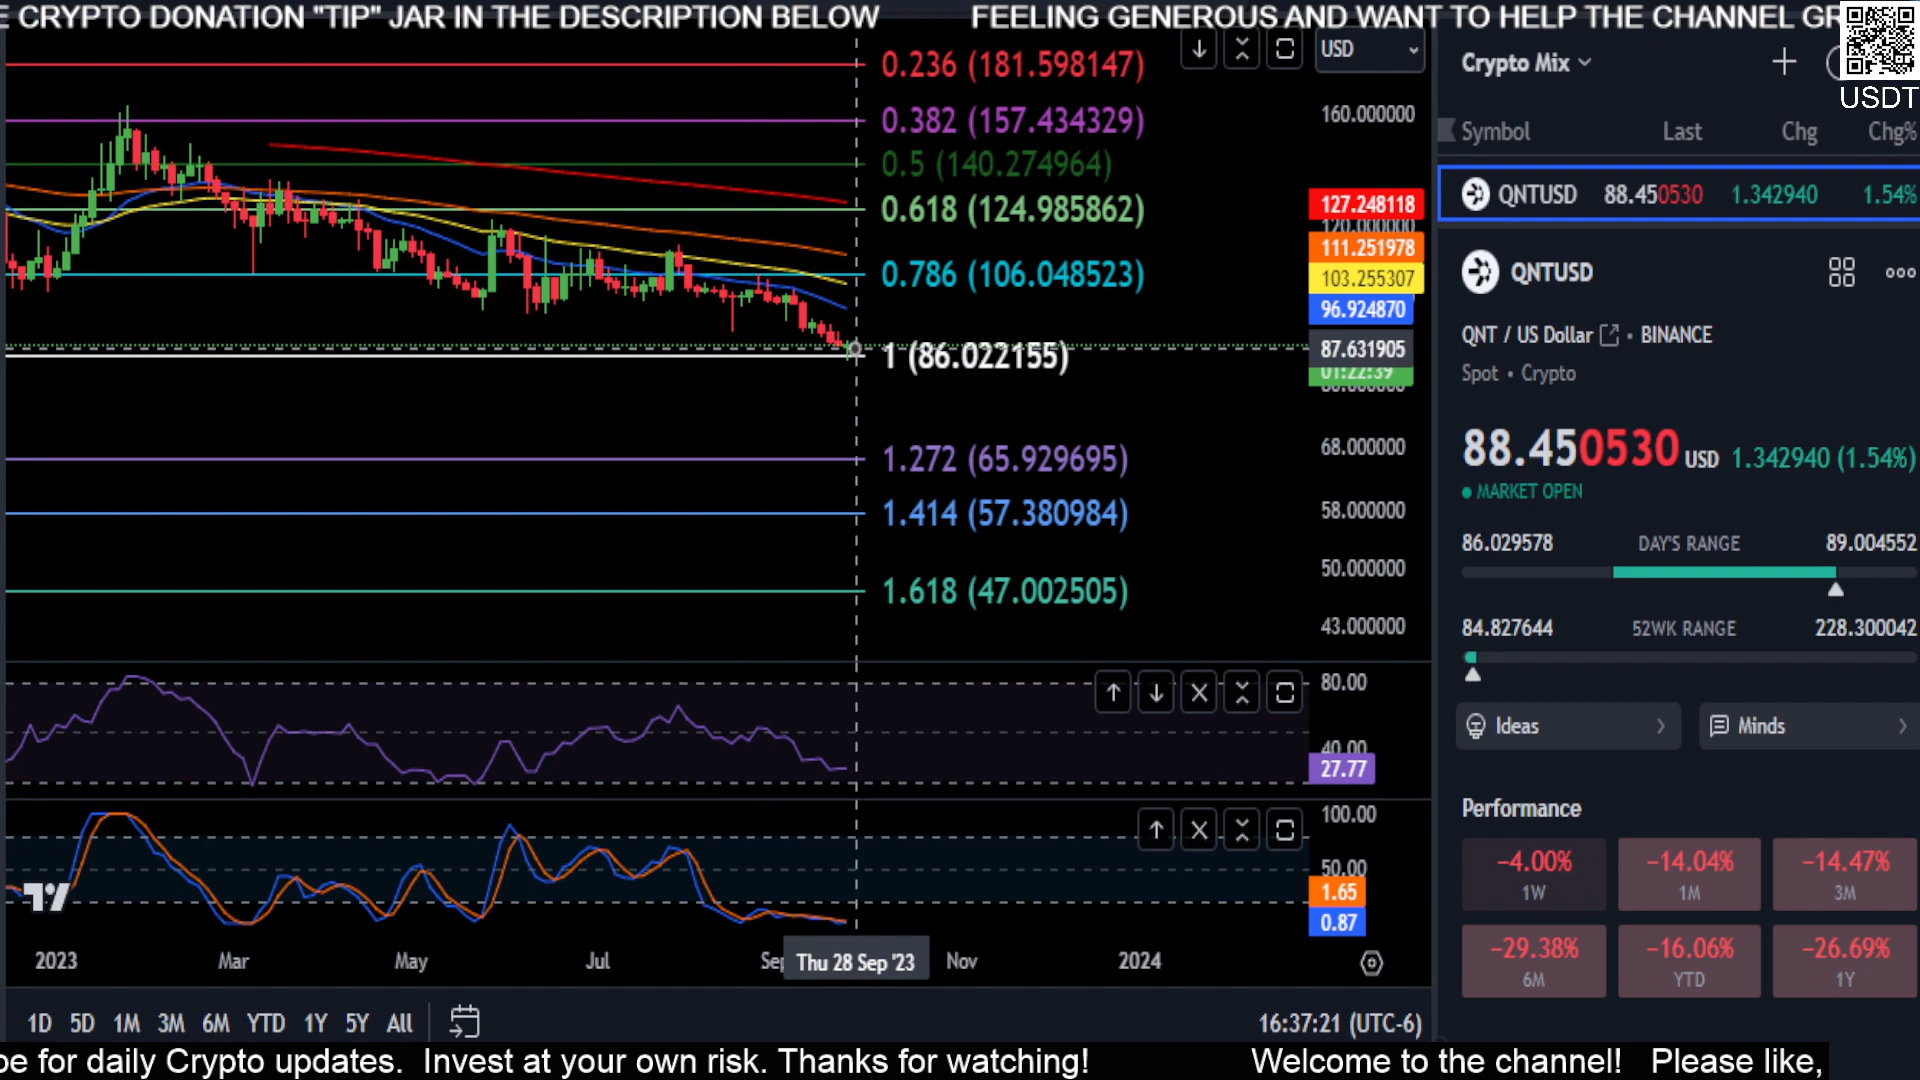 E CRYPTO DONATION "TIP" JAR IN THE DESCRIPTION BELOW FEELING GENEROUS AND WANT TO HELP THE CHANNEL GR
USDT
0.236 (181.598147)
0.382 (157.434329)
0.5 (140.274964)
0.618 (124.985862)
0.786 (106.048523)
1 (86.022155)
1.272 (65.929695)
1.414 (57.380984)
1.618 (47.002505)
USD
160.000000
127.248118
120.000000
111.251978
103.255307
96.924870
87.631905
01:22:39
68.000000
58.000000
50.000000
43.000000
80.00
40.00
27.77
100.00
50.00
1.65
0.87
2023 Mar May Jul Sep Thu 28 Sep '23 Nov 2024
1D 5D 1M 3M 6M YTD 1Y 5Y All
16:37:21 (UTC-6)
Crypto Mix
Symbol Last Chg Chg%
QNTUSD 88.450530 1.342940 1.54%
QNTUSD
QNT / US Dollar • BINANCE
Spot • Crypto
88.450530 USD 1.342940 (1.54%)
MARKET OPEN
86.029578 DAY'S RANGE 89.004552
84.827644 52WK RANGE 228.300042
Ideas Minds
Performance
−4.00% −14.04% −14.47%
1W 1M 3M
−29.38% −16.06% −26.69%
6M YTD 1Y
be for daily Crypto updates. Invest at your own risk. Thanks for watching! Welcome to the channel! Please like,